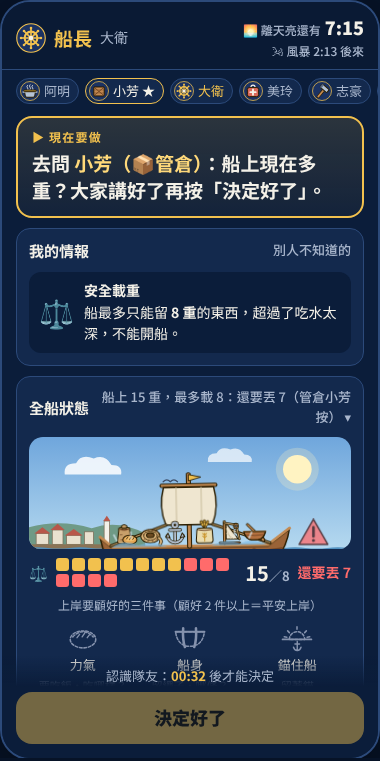 船長 大衛
🌅 離天亮還有 7:15
🌬 風暴 2:13 後來
阿明
小芳 ★
大衛
美玲
志豪
▶ 現在要做
去問 小芳（📦管倉）：船上現在多
重？大家講好了再按「決定好了」。
我的情報
別人不知道的
安全載重
船最多只能留 8 重的東西，超過了吃水太
深，不能開船。
全船狀態
船上 15 重，最多載 8：還要丟 7（管倉小芳
按） ▾
15／8 還要丟 7
上岸要顧好的三件事（顧好 2 件以上＝平安上岸）
力氣
船身
錨住船
認識隊友：00:32 後才能決定
決定好了